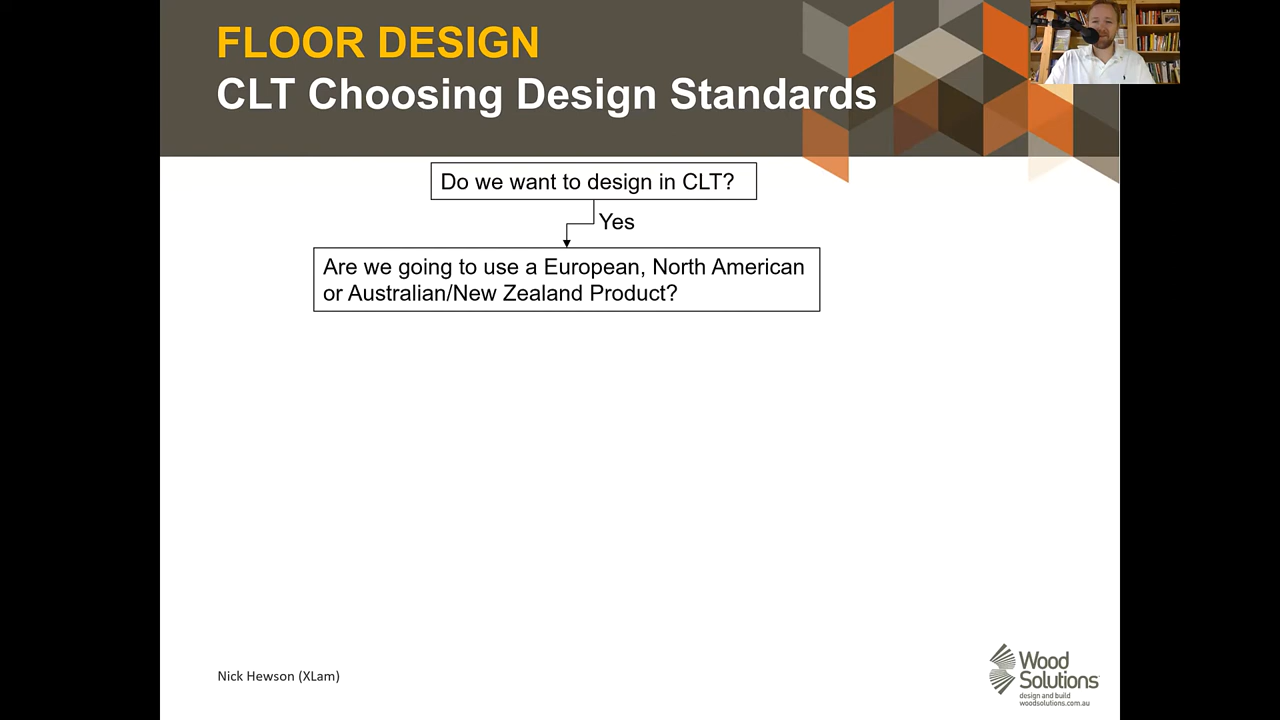 FLOOR DESIGN
CLT Choosing Design Standards
Do we want to design in CLT?
Yes
Are we going to use a European, North American
or Australian/New Zealand Product?
Nick Hewson (XLam)
Wood
Solutions
design and build
woodsolutions.com.au